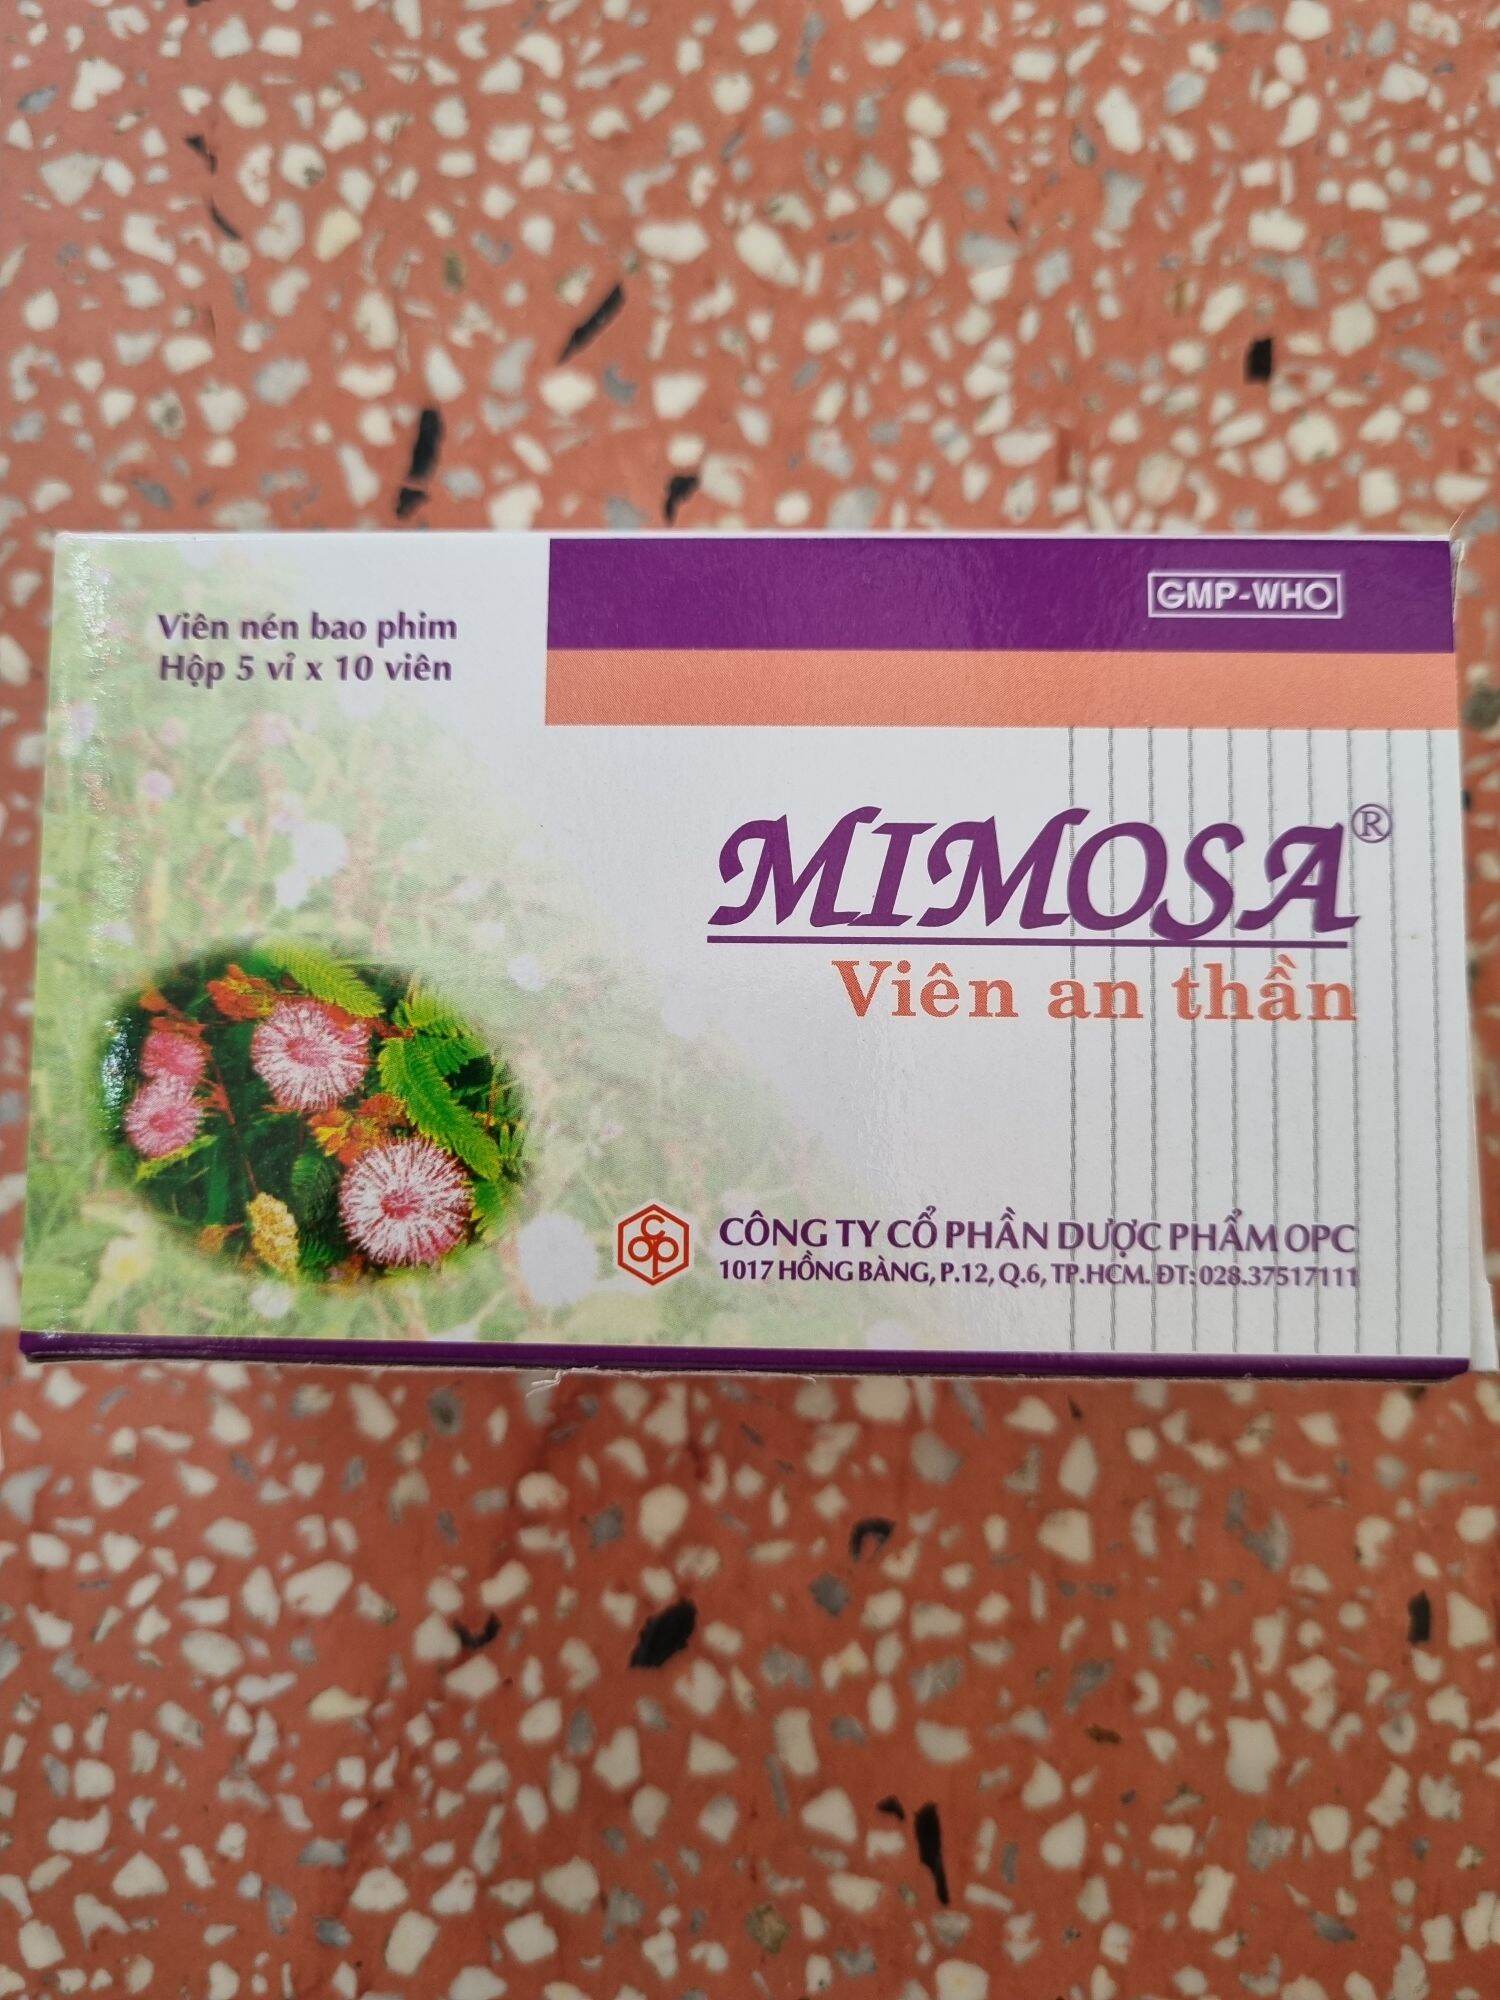 Viên nén bao phim
Hộp 5 vỉ x 10 viên
GMP-WHO
MIMOSA®
Viên an thần
OPC
CÔNG TY CỔ PHẦN DƯỢC PHẨM OPC
1017 HỒNG BÀNG, P.12, Q.6, TP.HCM. ĐT: 028.37517111